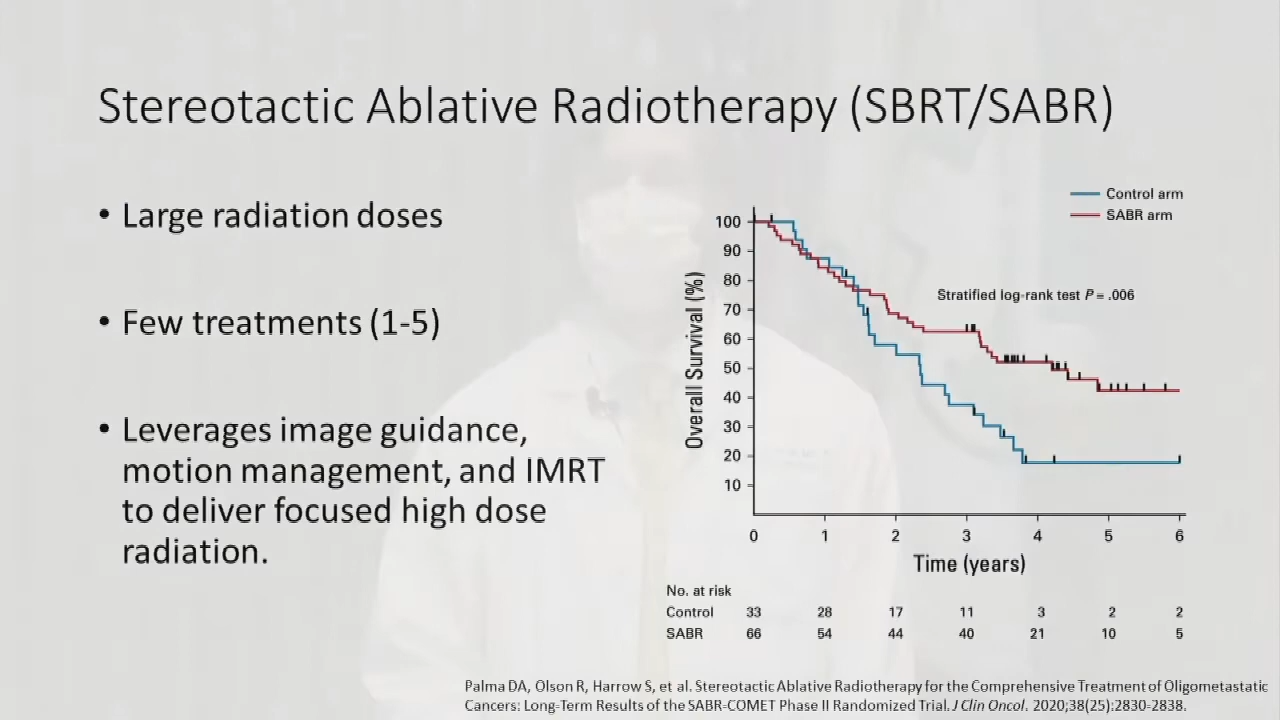 Stereotactic Ablative Radiotherapy (SBRT/SABR)
• Large radiation doses
• Few treatments (1-5)
• Leverages image guidance,
motion management, and IMRT
to deliver focused high dose
radiation.
Control arm
SABR arm
100
90
80
70
60
50
40
30
20
10
Overall Survival (%)
Stratified log-rank test P = .006
0 1 2 3 4 5 6
Time (years)
No. at risk
Control 33 28 17 11 3 2 2
SABR 66 54 44 40 21 10 5
Palma DA, Olson R, Harrow S, et al. Stereotactic Ablative Radiotherapy for the Comprehensive Treatment of Oligometastatic
Cancers: Long-Term Results of the SABR-COMET Phase II Randomized Trial. J Clin Oncol. 2020;38(25):2830-2838.